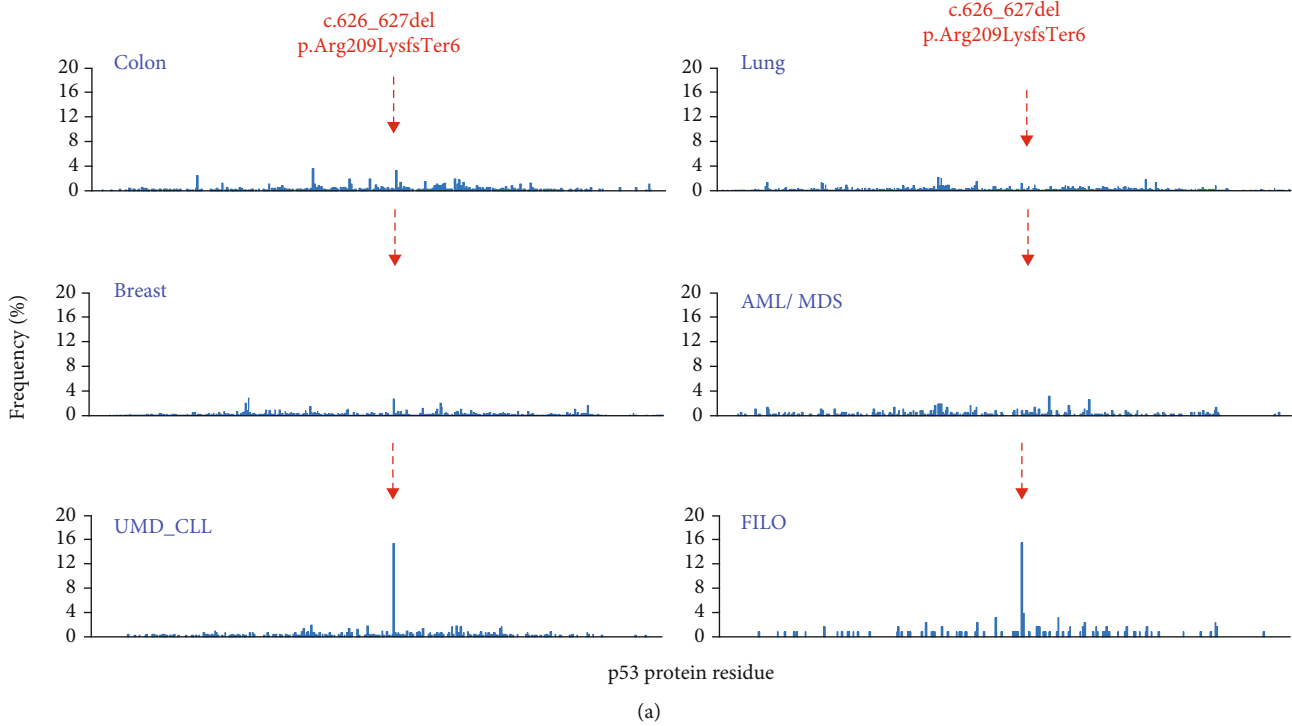 c.626_627del
p.Arg209LysfsTer6
c.626_627del
p.Arg209LysfsTer6
Colon
20
16
12
8
4
0
Lung
20
16
12
8
4
0
Frequency (%)
Breast
20
16
12
8
4
0
AML/ MDS
20
16
12
8
4
0
UMD_CLL
20
16
12
8
4
0
FILO
20
16
12
8
4
0
p53 protein residue
(a)